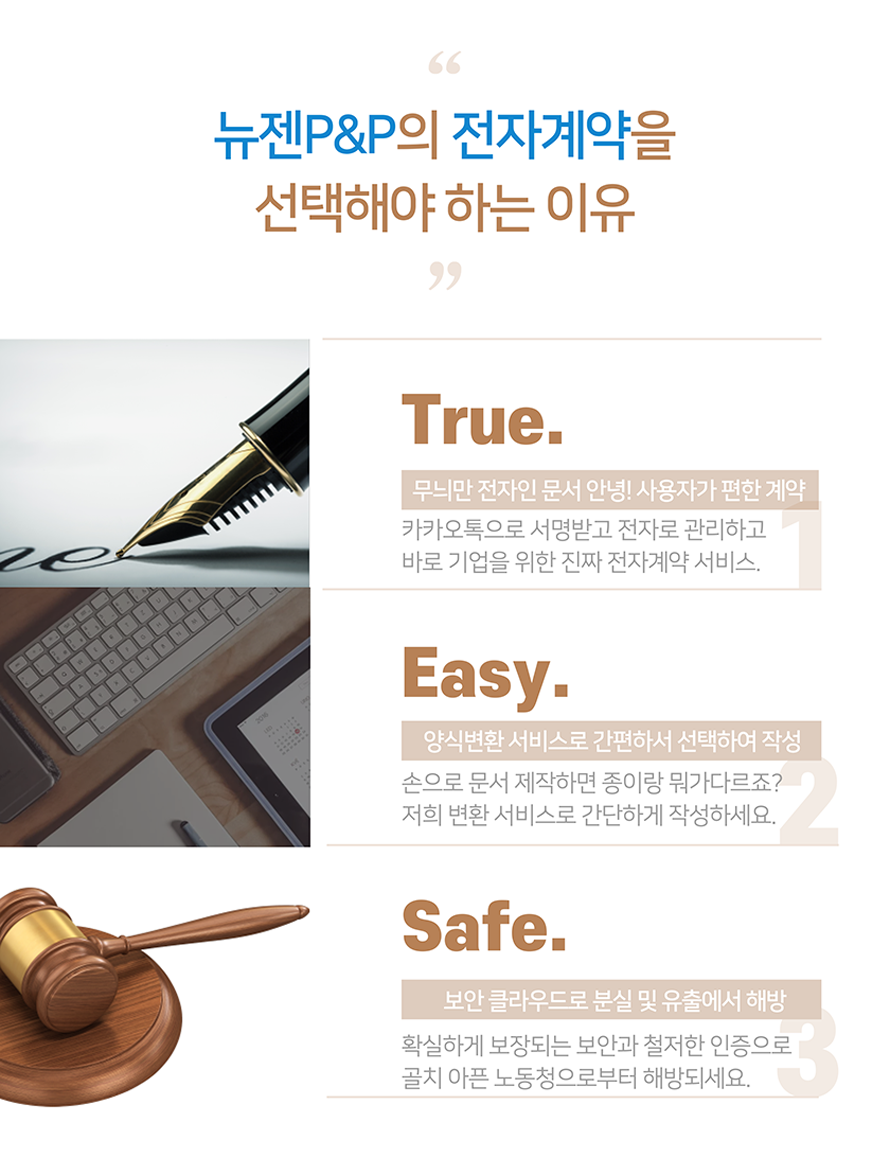 “
뉴젠P&P의 전자계약을
선택해야 하는 이유
”
True.
무늬만 전자인 문서 안녕! 사용자가 편한 계약
카카오톡으로 서명받고 전자로 관리하고
바로 기업을 위한 진짜 전자계약 서비스.
1
Easy.
양식변환 서비스로 간편하서 선택하여 작성
손으로 문서 제작하면 종이랑 뭐가다르죠?
저희 변환 서비스로 간단하게 작성하세요.
2
Safe.
보안 클라우드로 분실 및 유출에서 해방
확실하게 보장되는 보안과 철저한 인증으로
골치 아픈 노동청으로부터 해방되세요.
3